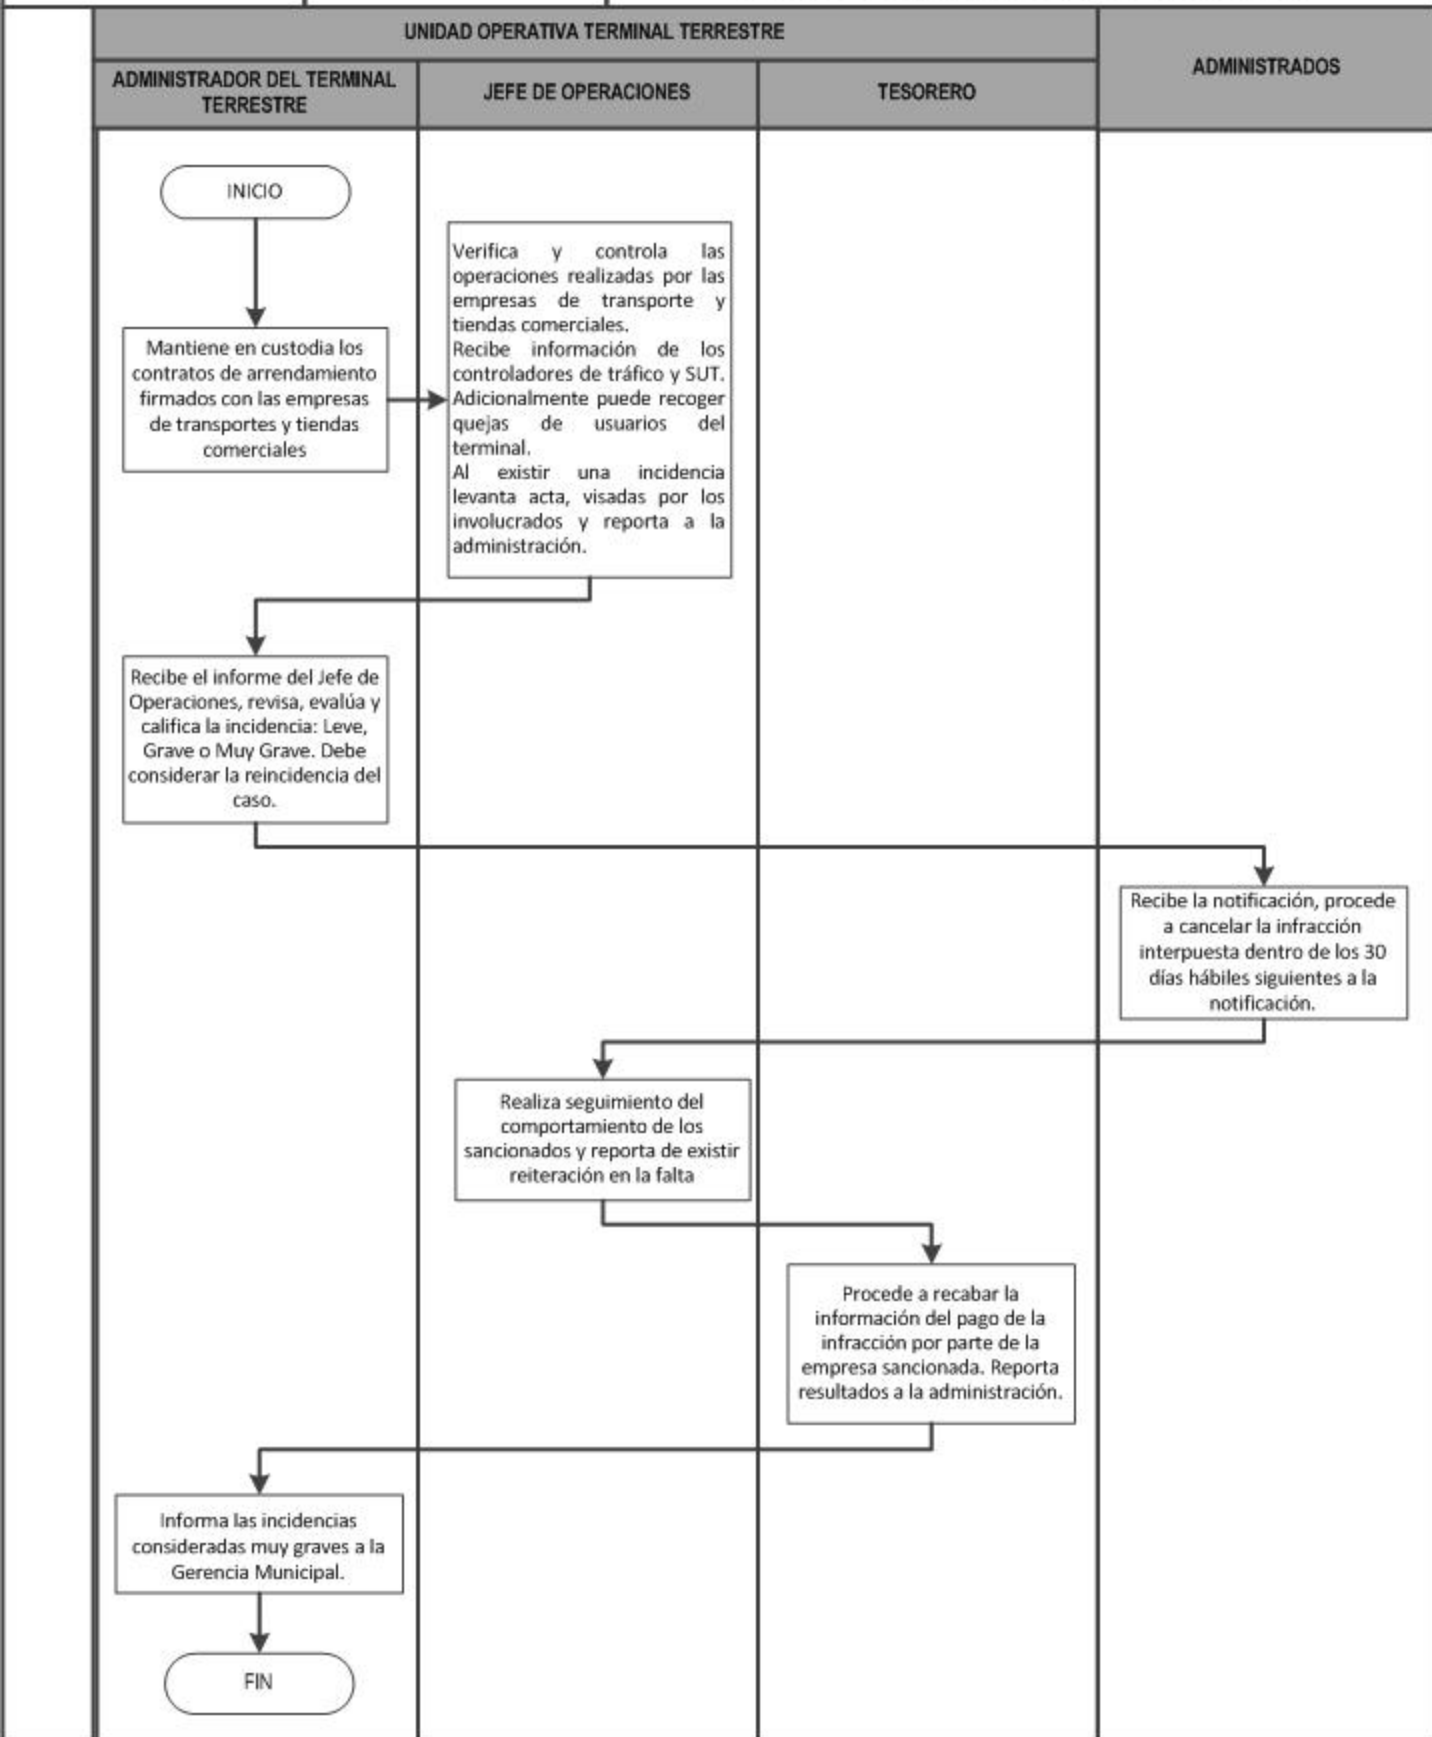 UNIDAD OPERATIVA TERMINAL TERRESTRE
ADMINISTRADOS
ADMINISTRADOR DEL TERMINAL
TERRESTRE
JEFE DE OPERACIONES
TESORERO
INICIO
Mantiene en custodia los
contratos de arrendamiento
firmados con las empresas
de transportes y tiendas
comerciales
Verifica y controla las
operaciones realizadas por las
empresas de transporte y
tiendas comerciales.
Recibe información de los
controladores de tráfico y SUT.
Adicionalmente puede recoger
quejas de usuarios del
terminal.
Al existir una incidencia
levanta acta, visadas por los
involucrados y reporta a la
administración.
Recibe el informe del Jefe de
Operaciones, revisa, evalúa y
califica la incidencia: Leve,
Grave o Muy Grave. Debe
considerar la reincidencia del
caso.
Recibe la notificación, procede
a cancelar la infracción
interpuesta dentro de los 30
días hábiles siguientes a la
notificación.
Realiza seguimiento del
comportamiento de los
sancionados y reporta de existir
reiteración en la falta
Procede a recabar la
información del pago de la
infracción por parte de la
empresa sancionada. Reporta
resultados a la administración.
Informa las incidencias
consideradas muy graves a la
Gerencia Municipal.
FIN